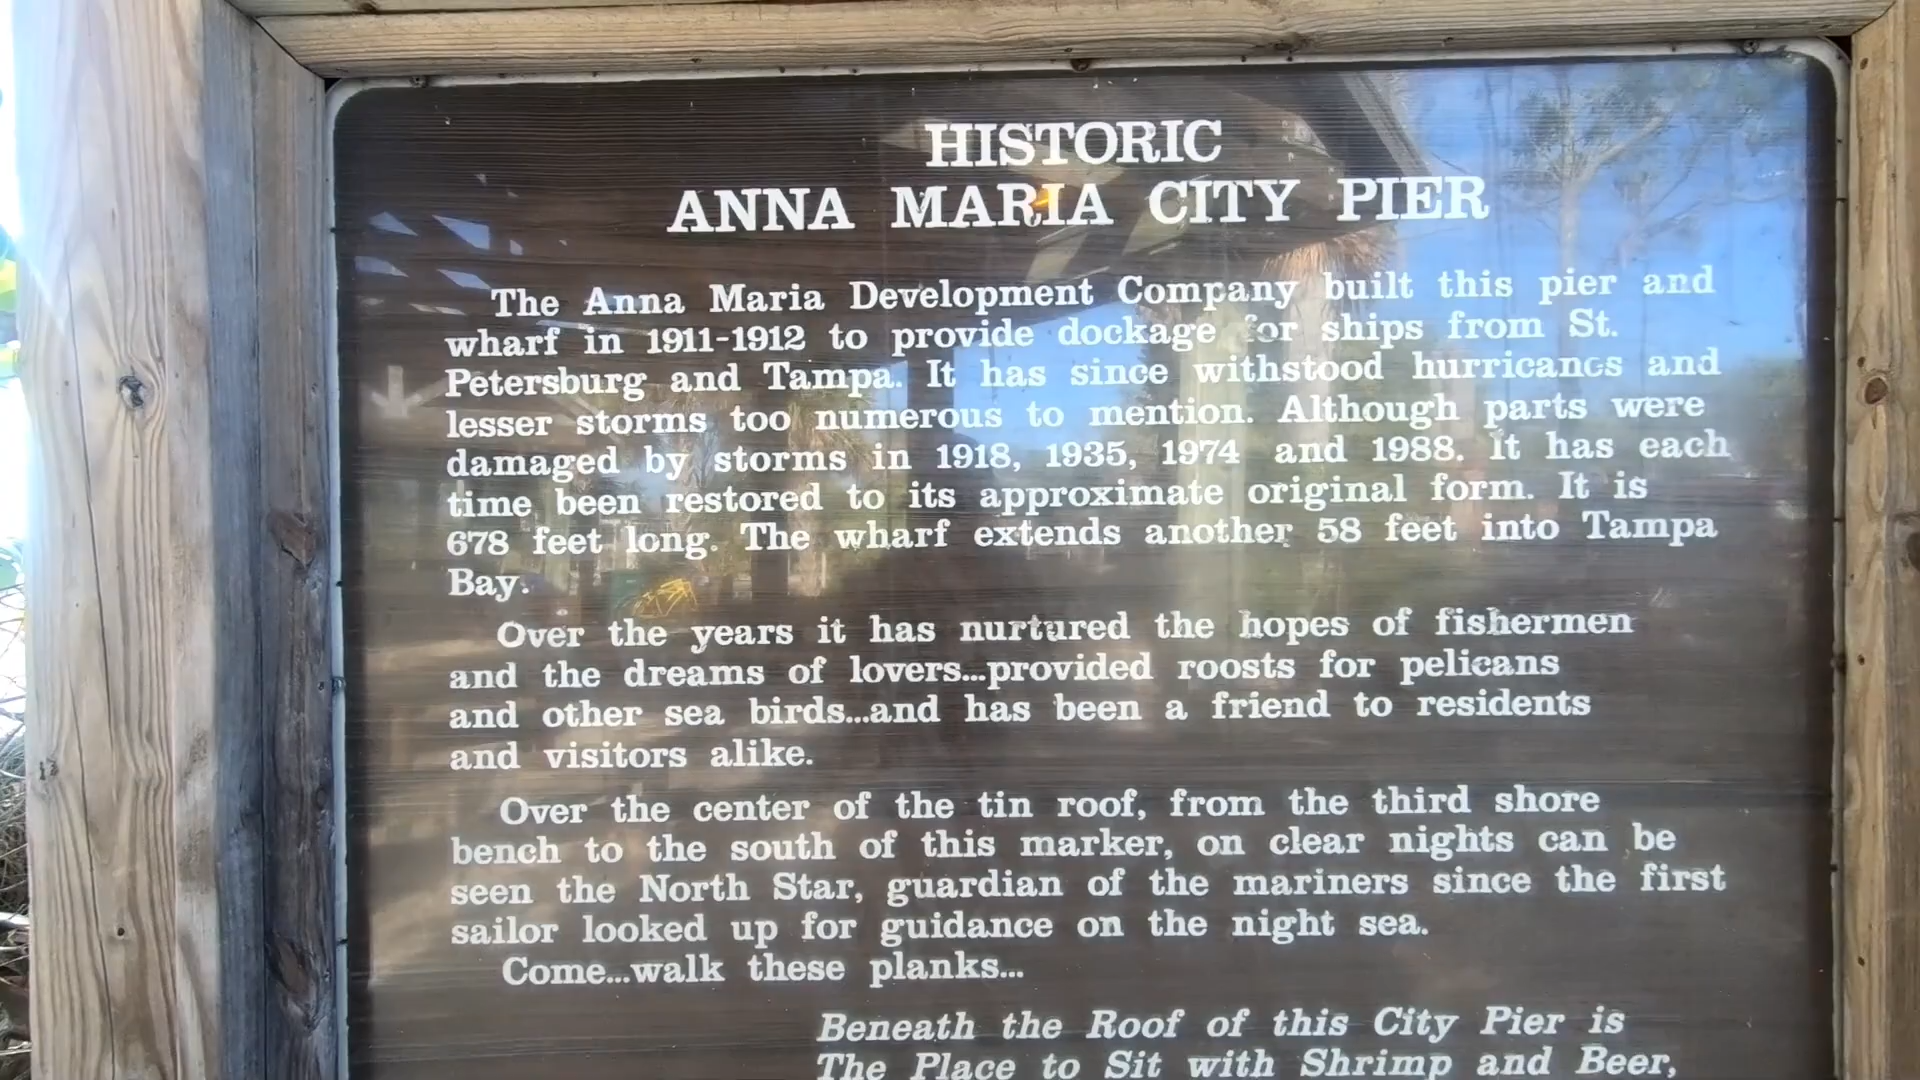 HISTORIC
ANNA MARIA CITY PIER
The Anna Maria Development Company built this pier and
wharf in 1911-1912 to provide dockage for ships from St.
Petersburg and Tampa. It has since withstood hurricanes and
lesser storms too numerous to mention. Although parts were
damaged by storms in 1918, 1935, 1974 and 1988. It has each
time been restored to its approximate original form. It is
678 feet long. The wharf extends another 58 feet into Tampa
Bay.
Over the years it has nurtured the hopes of fishermen
and the dreams of lovers...provided roosts for pelicans
and other sea birds...and has been a friend to residents
and visitors alike.
Over the center of the tin roof, from the third shore
bench to the south of this marker, on clear nights can be
seen the North Star, guardian of the mariners since the first
sailor looked up for guidance on the night sea.
Come...walk these planks...
Beneath the Roof of this City Pier is
The Place to Sit with Shrimp and Beer,